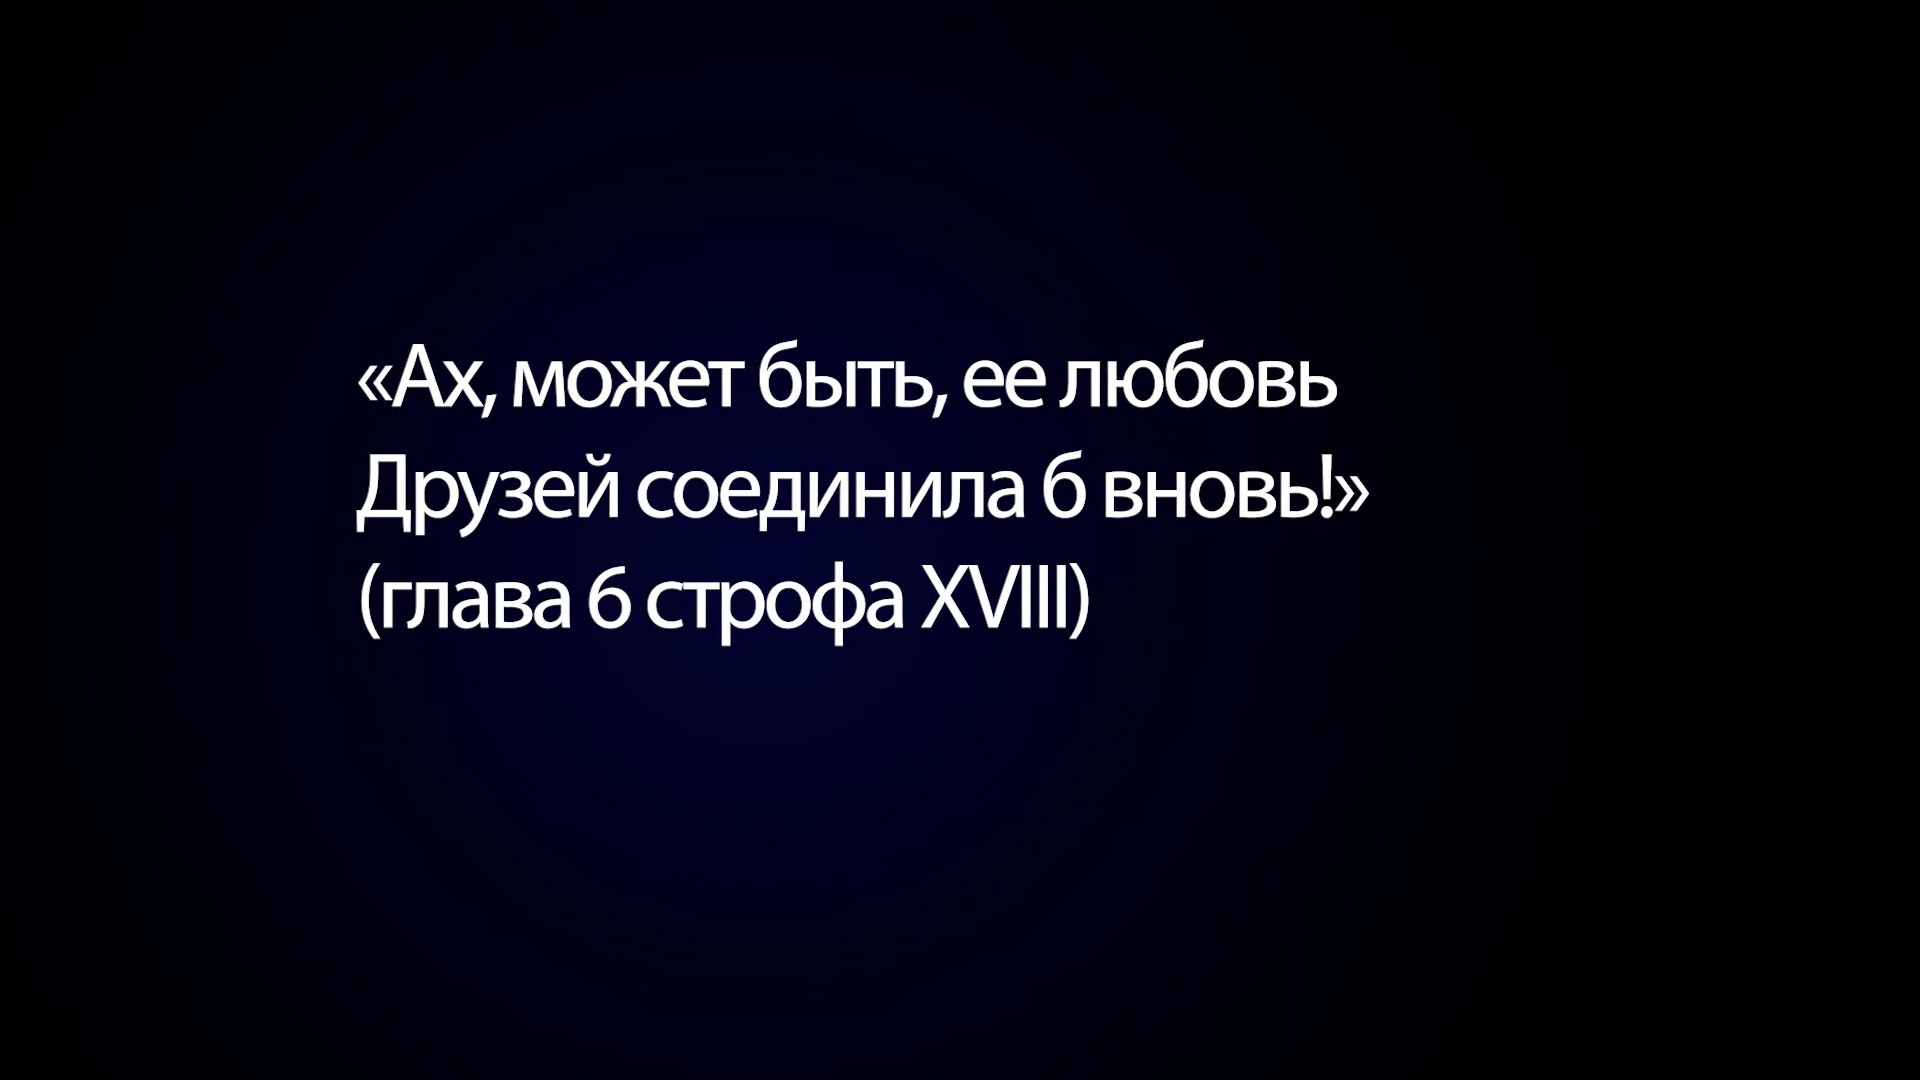 «Ах, может быть, ее любовь
Друзей соединила б вновь!»
(глава 6 строфа XVIII)